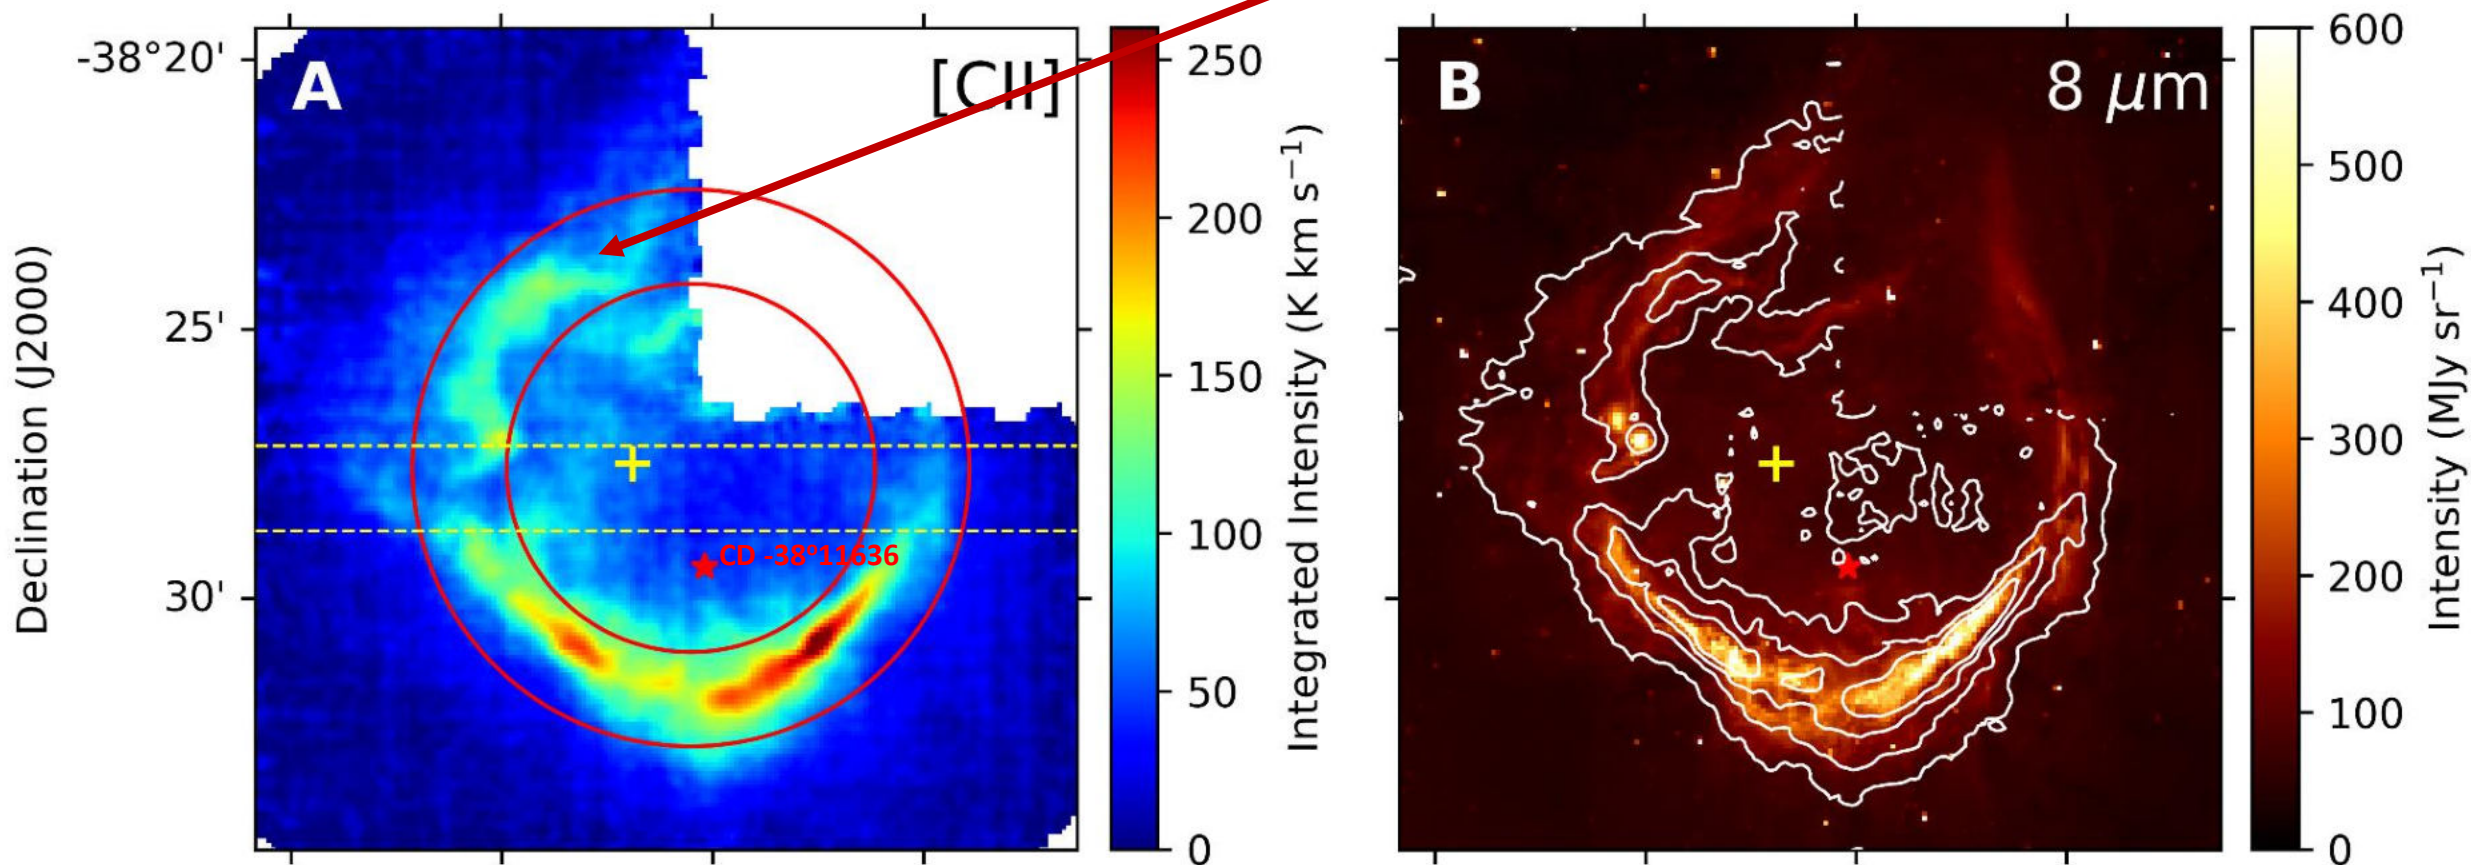 A
[CII]
-38°20'
25'
30'
Declination (J2000)
CD -38°11636
250
200
150
100
50
0
Integrated Intensity (K km s⁻¹)
B
8 μm
600
500
400
300
200
100
0
Intensity (MJy sr⁻¹)